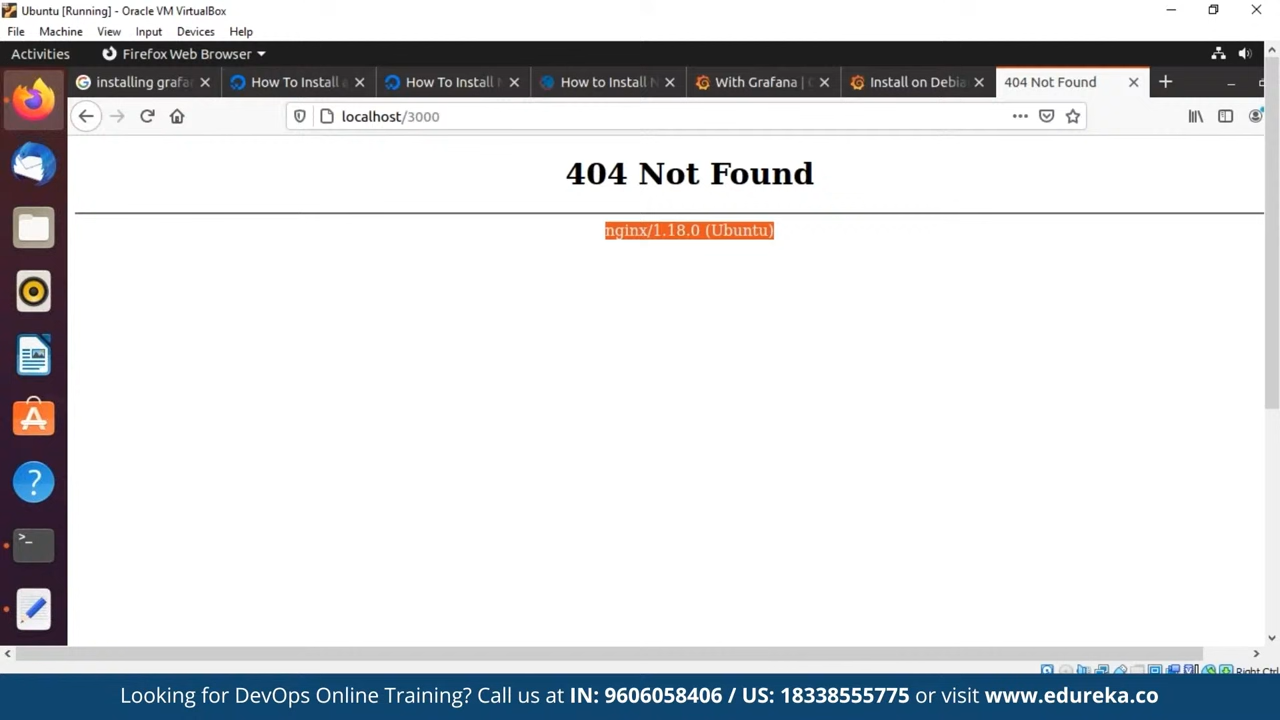 Ubuntu [Running] - Oracle VM VirtualBox
File Machine View Input Devices Help
Activities Firefox Web Browser
installing grafa How To Install a How To Install N How to Install N With Grafana | G Install on Debia 404 Not Found
localhost/3000
404 Not Found
nginx/1.18.0 (Ubuntu)
Right Ctrl
Looking for DevOps Online Training? Call us at IN: 9606058406 / US: 18338555775 or visit www.edureka.co